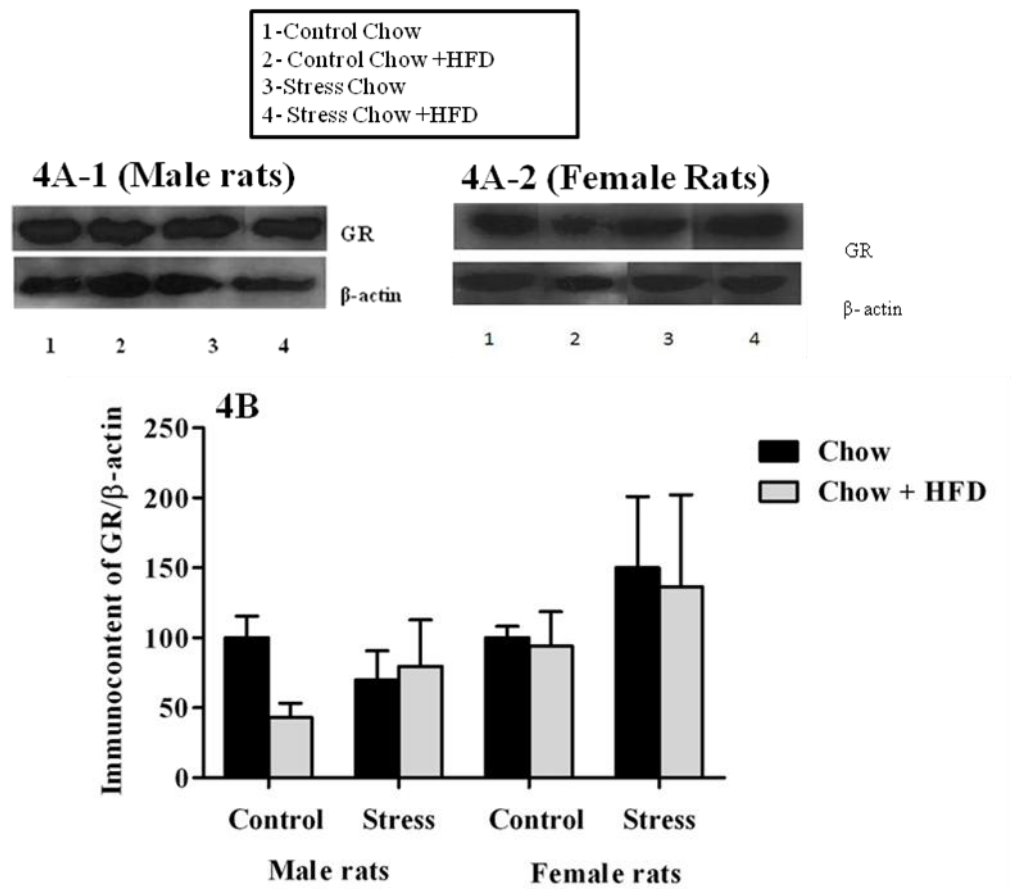 1-Control Chow
2- Control Chow +HFD
3-Stress Chow
4- Stress Chow +HFD
4A-1 (Male rats)
GR
β-actin
1 2 3 4
4A-2 (Female Rats)
GR
β- actin
1 2 3 4
4B
Immunocontent of GR/β-actin
250
200
150
100
50
0
Control Stress Control Stress
Male rats Female rats
Chow
Chow + HFD